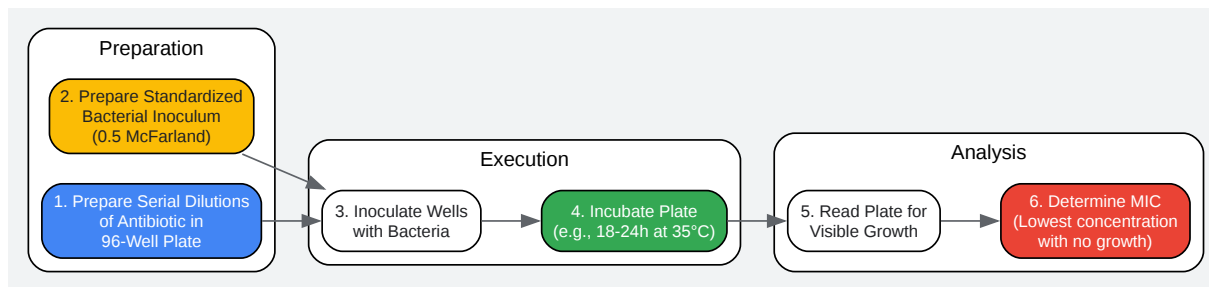 Preparation
2. Prepare Standardized
Bacterial Inoculum
(0.5 McFarland)
1. Prepare Serial Dilutions
of Antibiotic in
96-Well Plate
Execution
3. Inoculate Wells
with Bacteria
4. Incubate Plate
(e.g., 18-24h at 35°C)
Analysis
5. Read Plate for
Visible Growth
6. Determine MIC
(Lowest concentration
with no growth)